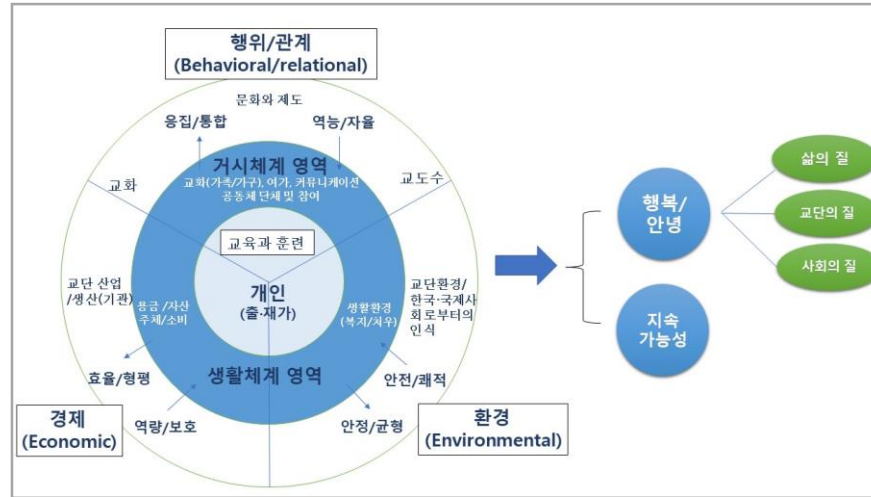 행위/관계
(Behavioral/relational)
문화와 제도
응집/통합
역능/자율
거시체계 영역
교화(가족/가구), 여가, 커뮤니케이션
공동체 단체 및 참여
교화
교도수
교육과 훈련
개인
(출·재가)
교단 산업
/생산(기관)
용금 /자산
주체/소비
생활환경
(복지/처우)
교단환경/
한국·국제사
회로부터의
인식
생활체계 영역
효율/형평
역량/보호
안전/쾌적
안정/균형
경제
(Economic)
환경
(Environmental)
행복/
안녕
지속
가능성
삶의 질
교단의 질
사회의 질